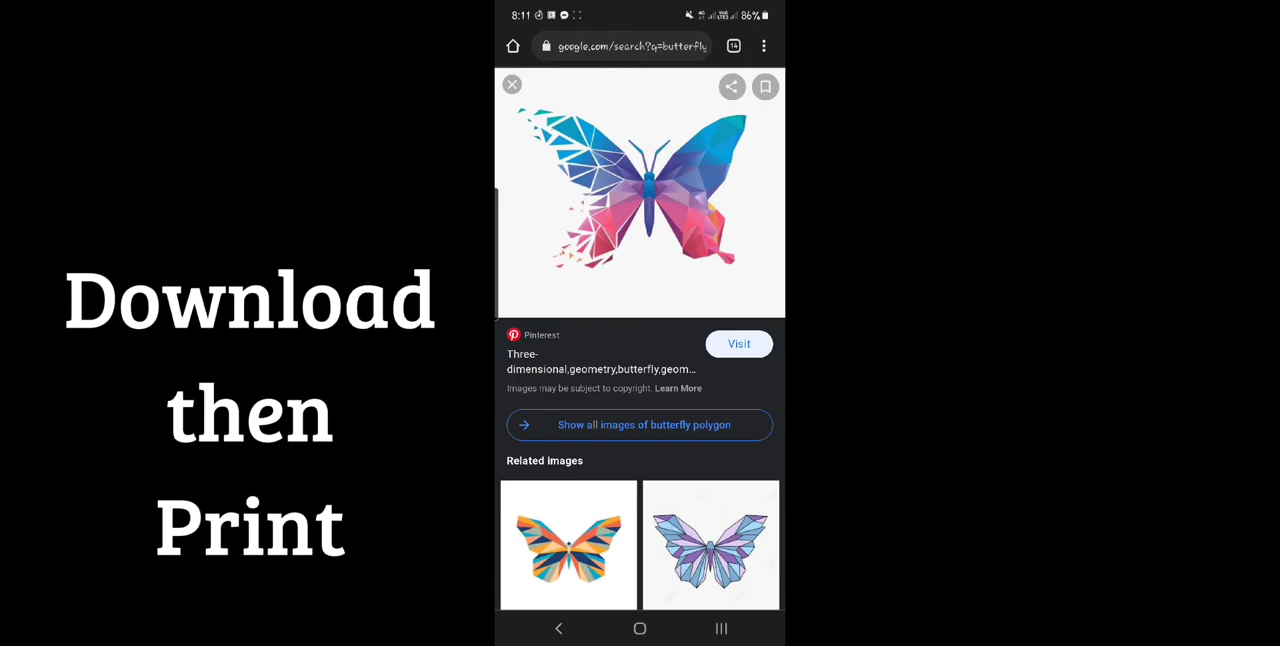 Download
then
Print
8:11
86%
google.com/search?q=butterfly
14
Pinterest
Visit
Three-
dimensional,geometry,butterfly,geom...
Images may be subject to copyright. Learn More
Show all images of butterfly polygon
Related images